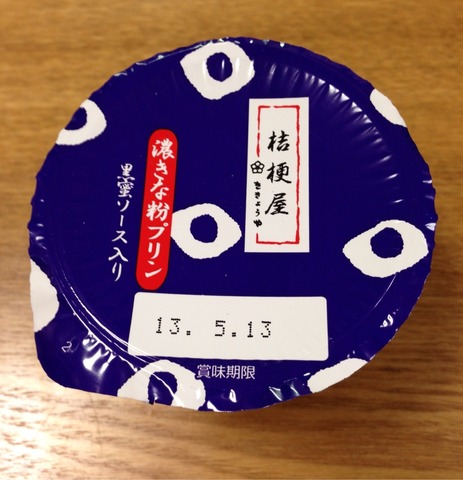 桔梗屋
ききょうや
濃きな粉プリン
黒蜜ソース入り
13. 5.13
賞味期限
2